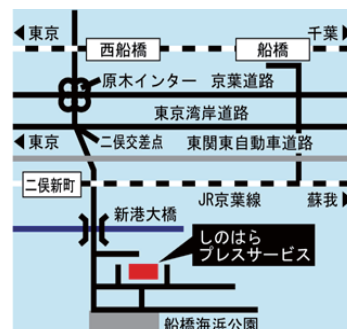 東京
千葉
西船橋
船橋
原木インター 京葉道路
東京湾岸道路
東京
二俣交差点
東関東自動車道路
二俣新町
JR京葉線
蘇我
新港大橋
しのはら
プレスサービス
船橋海浜公園